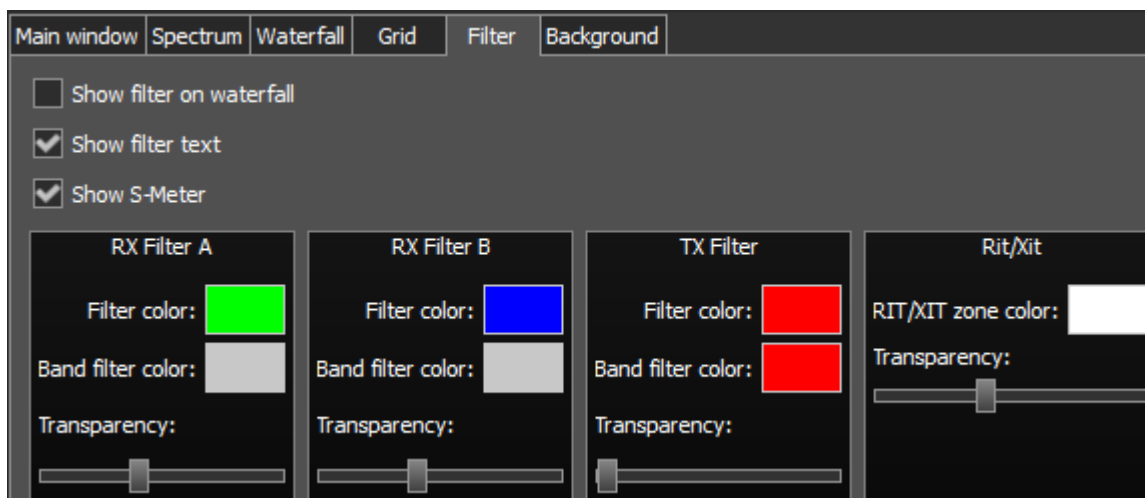 Main window Spectrum Waterfall Grid Filter Background
Show filter on waterfall
Show filter text
Show S-Meter
RX Filter A
Filter color:
Band filter color:
Transparency:
RX Filter B
Filter color:
Band filter color:
Transparency:
TX Filter
Filter color:
Band filter color:
Transparency:
Rit/Xit
RIT/XIT zone color:
Transparency: